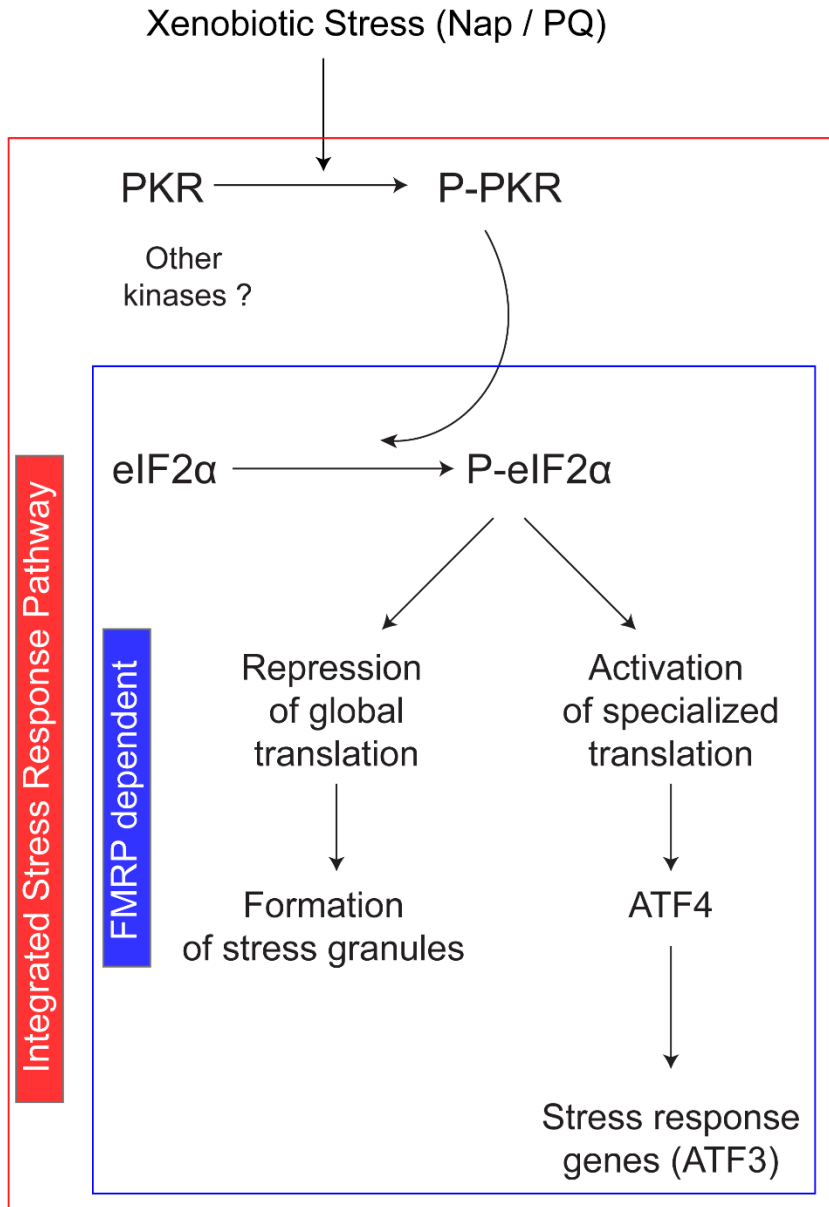 Xenobiotic Stress (Nap / PQ)
PKR
P-PKR
Other
kinases ?
eIF2α
P-eIF2α
Repression
of global
translation
Activation
of specialized
translation
Formation
of stress granules
ATF4
Stress response
genes (ATF3)
Integrated Stress Response Pathway
FMRP dependent